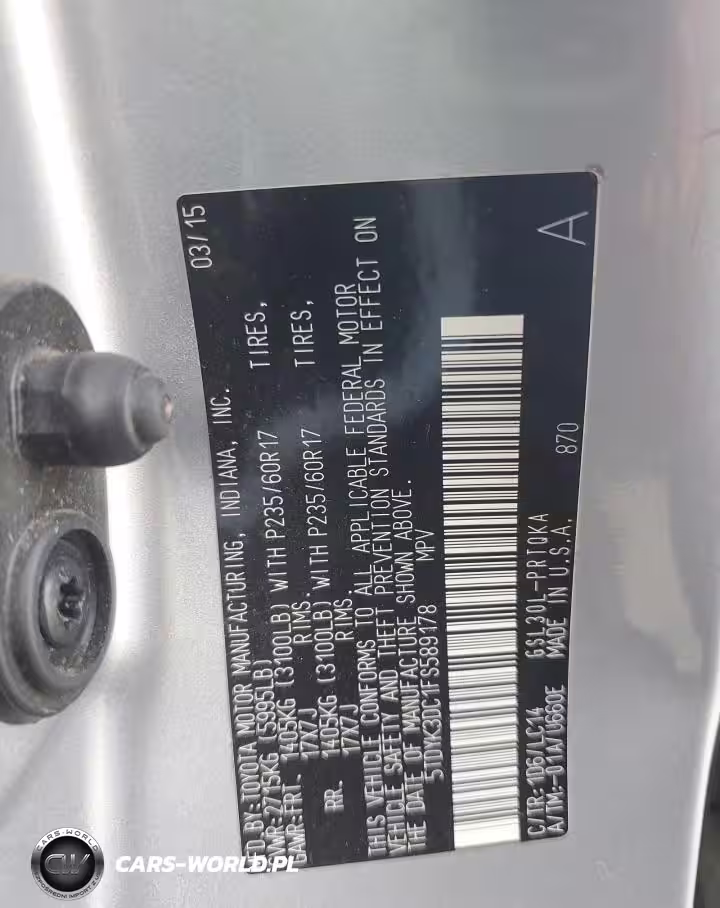 MFD. BY: TOYOTA MOTOR MANUFACTURING, INDIANA, INC. 03/15
GVWR: 2715KG (5995LB)
GAWR: FRT. 1405KG (3100LB) WITH P235/60R17 TIRES,
17X7J RIMS.
RR. 1405KG (3100LB) WITH P235/60R17 TIRES,
17X7J RIMS.
THIS VEHICLE CONFORMS TO ALL APPLICABLE FEDERAL MOTOR
VEHICLE SAFETY AND THEFT PREVENTION STANDARDS IN EFFECT ON
THE DATE OF MANUFACTURE SHOWN ABOVE.
MPV
C/TR: 1D6/LC14 GSL30L-PRTQKA 870 A
A/TM:-01A/U660E MADE IN U.S.A.
CARS-WORLD
CW
CARS-WORLD.PL